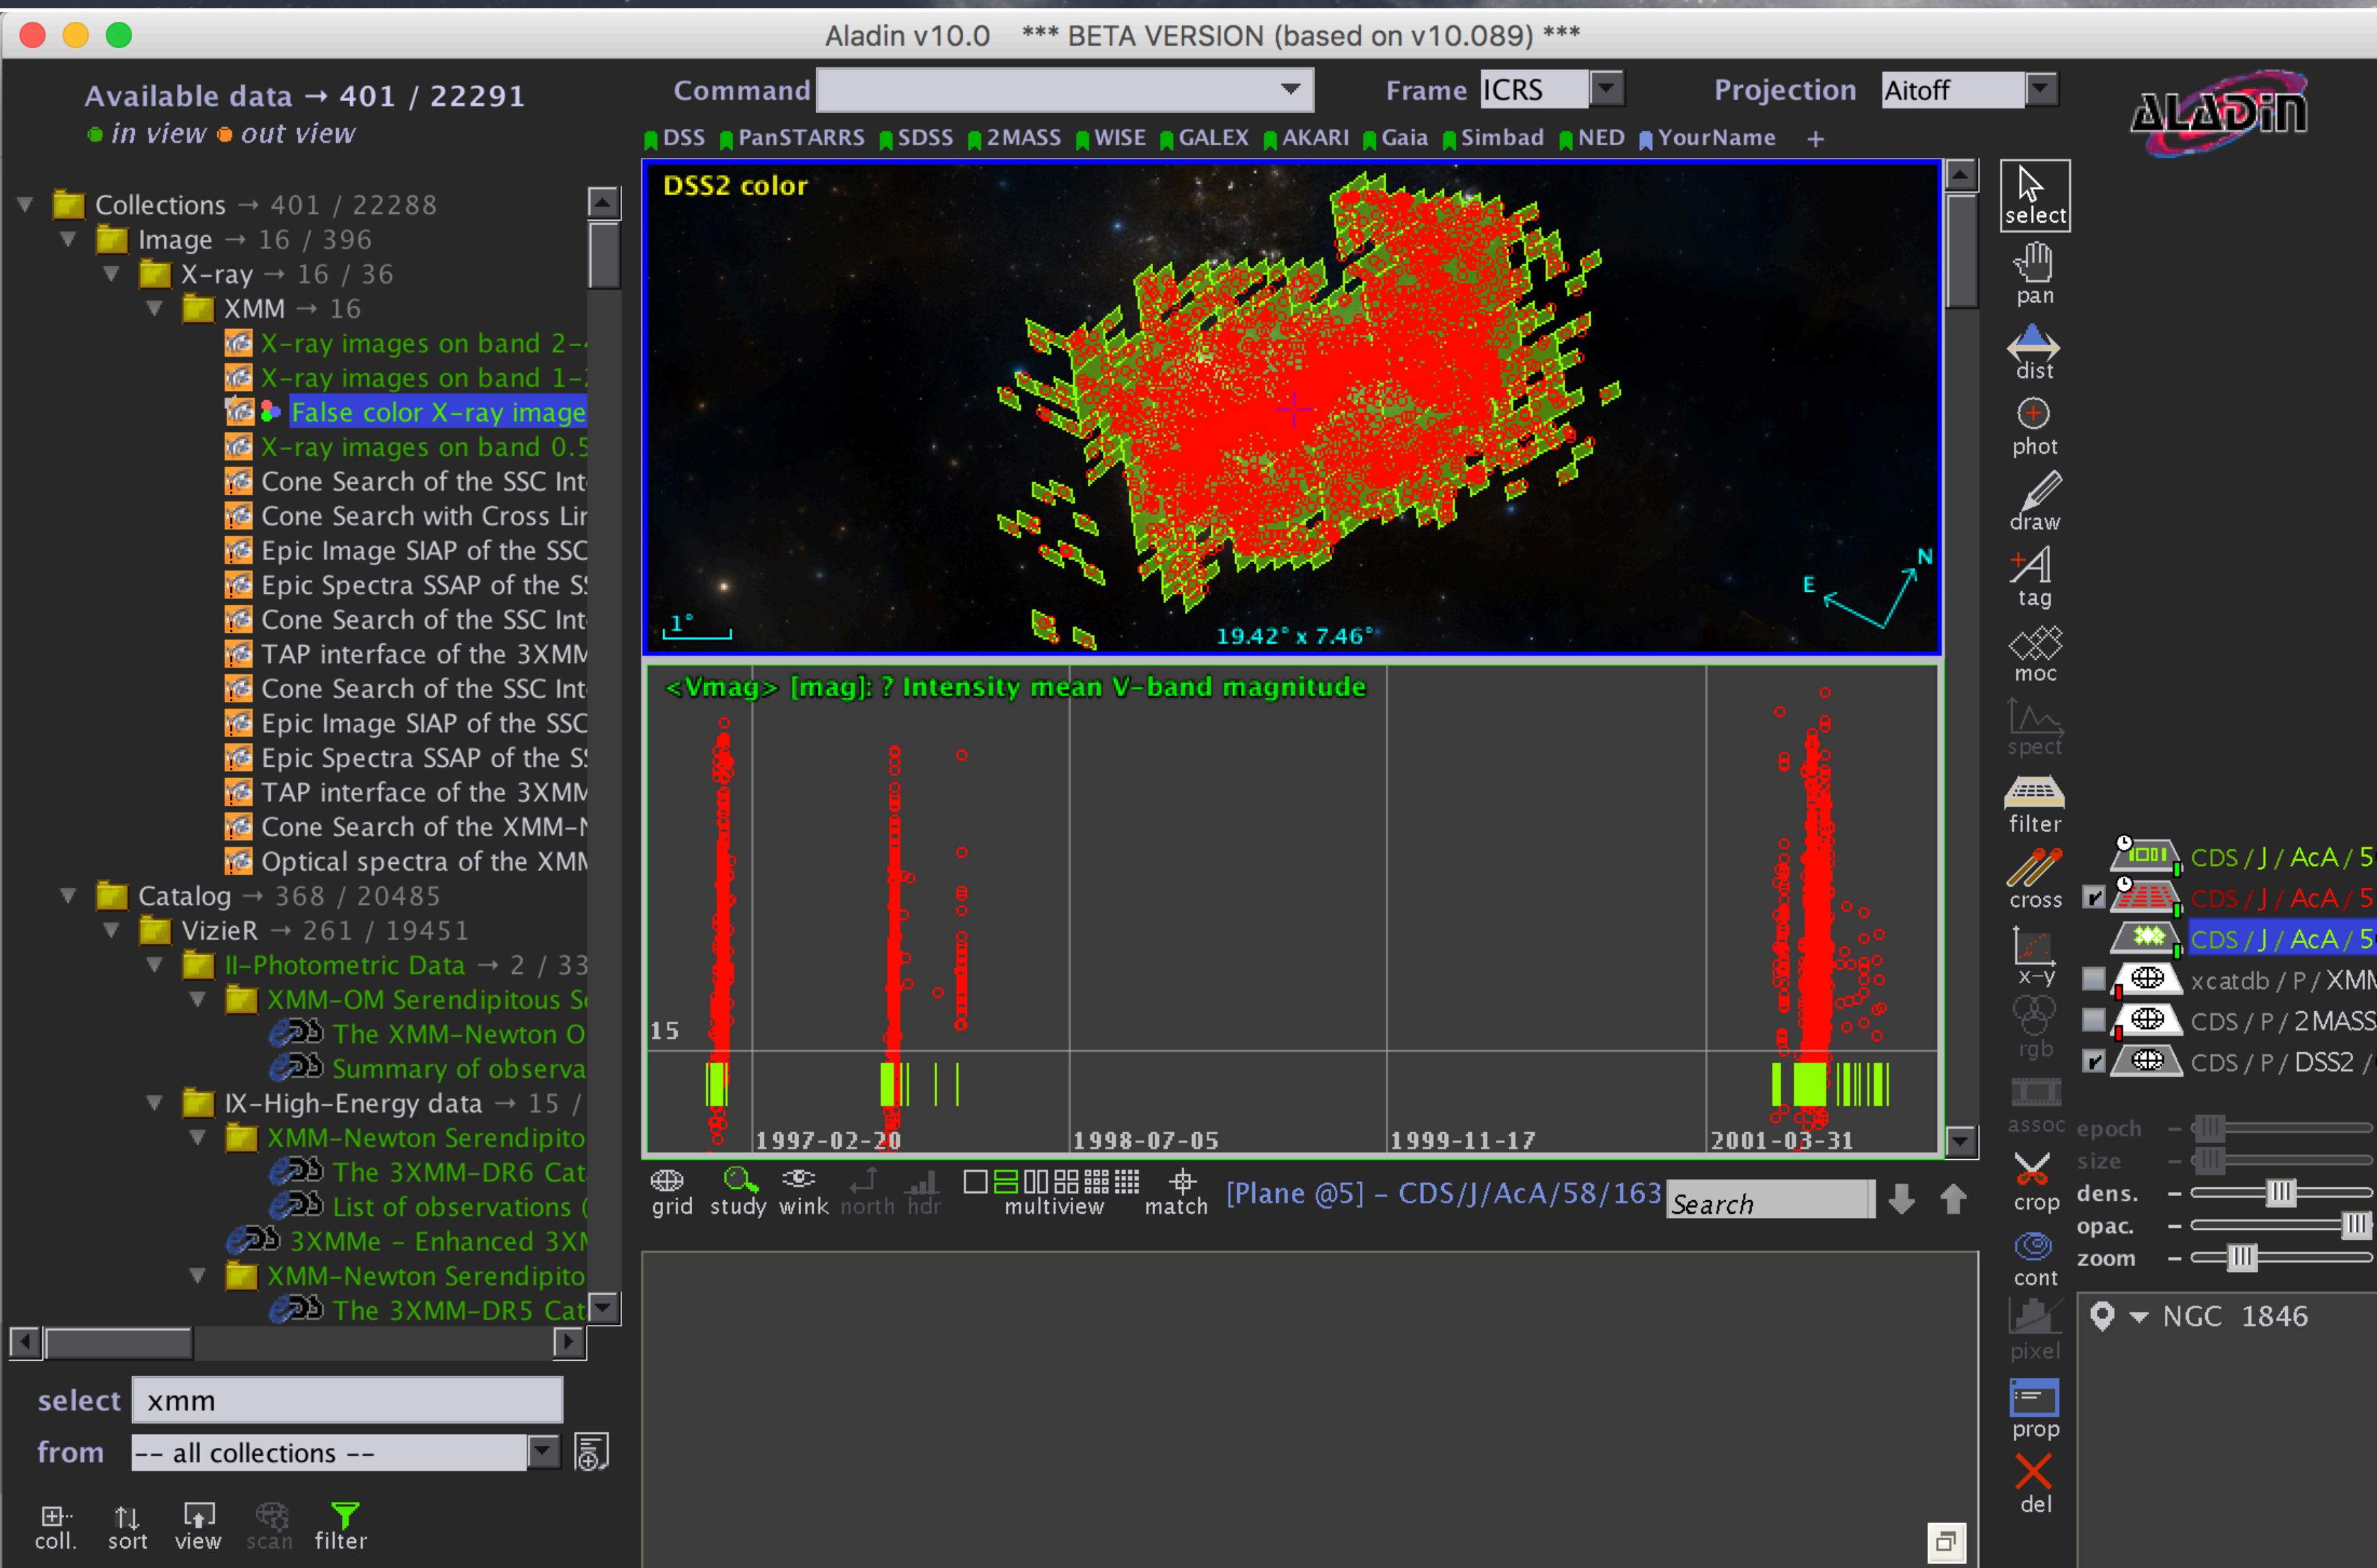 Aladin v10.0 *** BETA VERSION (based on v10.089) ***
Available data → 401 / 22291
in view out view
Command
Frame ICRS
Projection Aitoff
ALADiN
DSS PanSTARRS SDSS 2MASS WISE GALEX AKARI Gaia Simbad NED YourName +
Collections → 401 / 22288
Image → 16 / 396
X-ray → 16 / 36
XMM → 16
X-ray images on band 2-
X-ray images on band 1-
False color X-ray image
X-ray images on band 0.5
Cone Search of the SSC Int
Cone Search with Cross Lir
Epic Image SIAP of the SSC
Epic Spectra SSAP of the SS
Cone Search of the SSC Int
TAP interface of the 3XMM
Cone Search of the SSC Int
Epic Image SIAP of the SSC
Epic Spectra SSAP of the SS
TAP interface of the 3XMM
Cone Search of the XMM-N
Optical spectra of the XMM
Catalog → 368 / 20485
VizieR → 261 / 19451
II-Photometric Data → 2 / 33
XMM-OM Serendipitous S
The XMM-Newton O
Summary of observa
IX-High-Energy data → 15 /
XMM-Newton Serendipito
The 3XMM-DR6 Cat
List of observations (
3XMMe - Enhanced 3XM
XMM-Newton Serendipito
The 3XMM-DR5 Cat
select xmm
from -- all collections --
coll. sort view scan filter
DSS2 color
1°
19.42° x 7.46°
E
N
<Vmag> [mag]: ? Intensity mean V-band magnitude
15
1997-02-20 1998-07-05 1999-11-17 2001-03-31
grid study wink north hdr multiview match
[Plane @5] - CDS/J/AcA/58/163
Search
select
pan
dist
phot
draw
tag
moc
spect
filter
cross
x-y
rgb
assoc
crop
cont
pixel
prop
del
CDS / J / AcA / 5
CDS / J / AcA / 5
CDS / J / AcA / 5
xcatdb / P / XMM
CDS / P / 2MASS
CDS / P / DSS2 /
epoch
size
dens.
opac.
zoom
NGC 1846